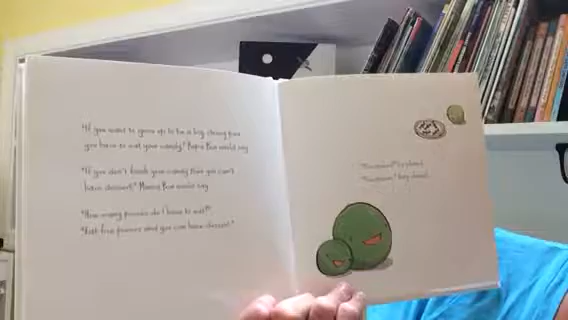 "If you want to grow up to be a big, strong pea,
you have to eat your candy," Papa Pea would say.
"If you don't finish your candy then you can't
have dessert," Mama Pea would say.
"How many pieces do I have to eat?"
"Just five pieces and you can have dessert."